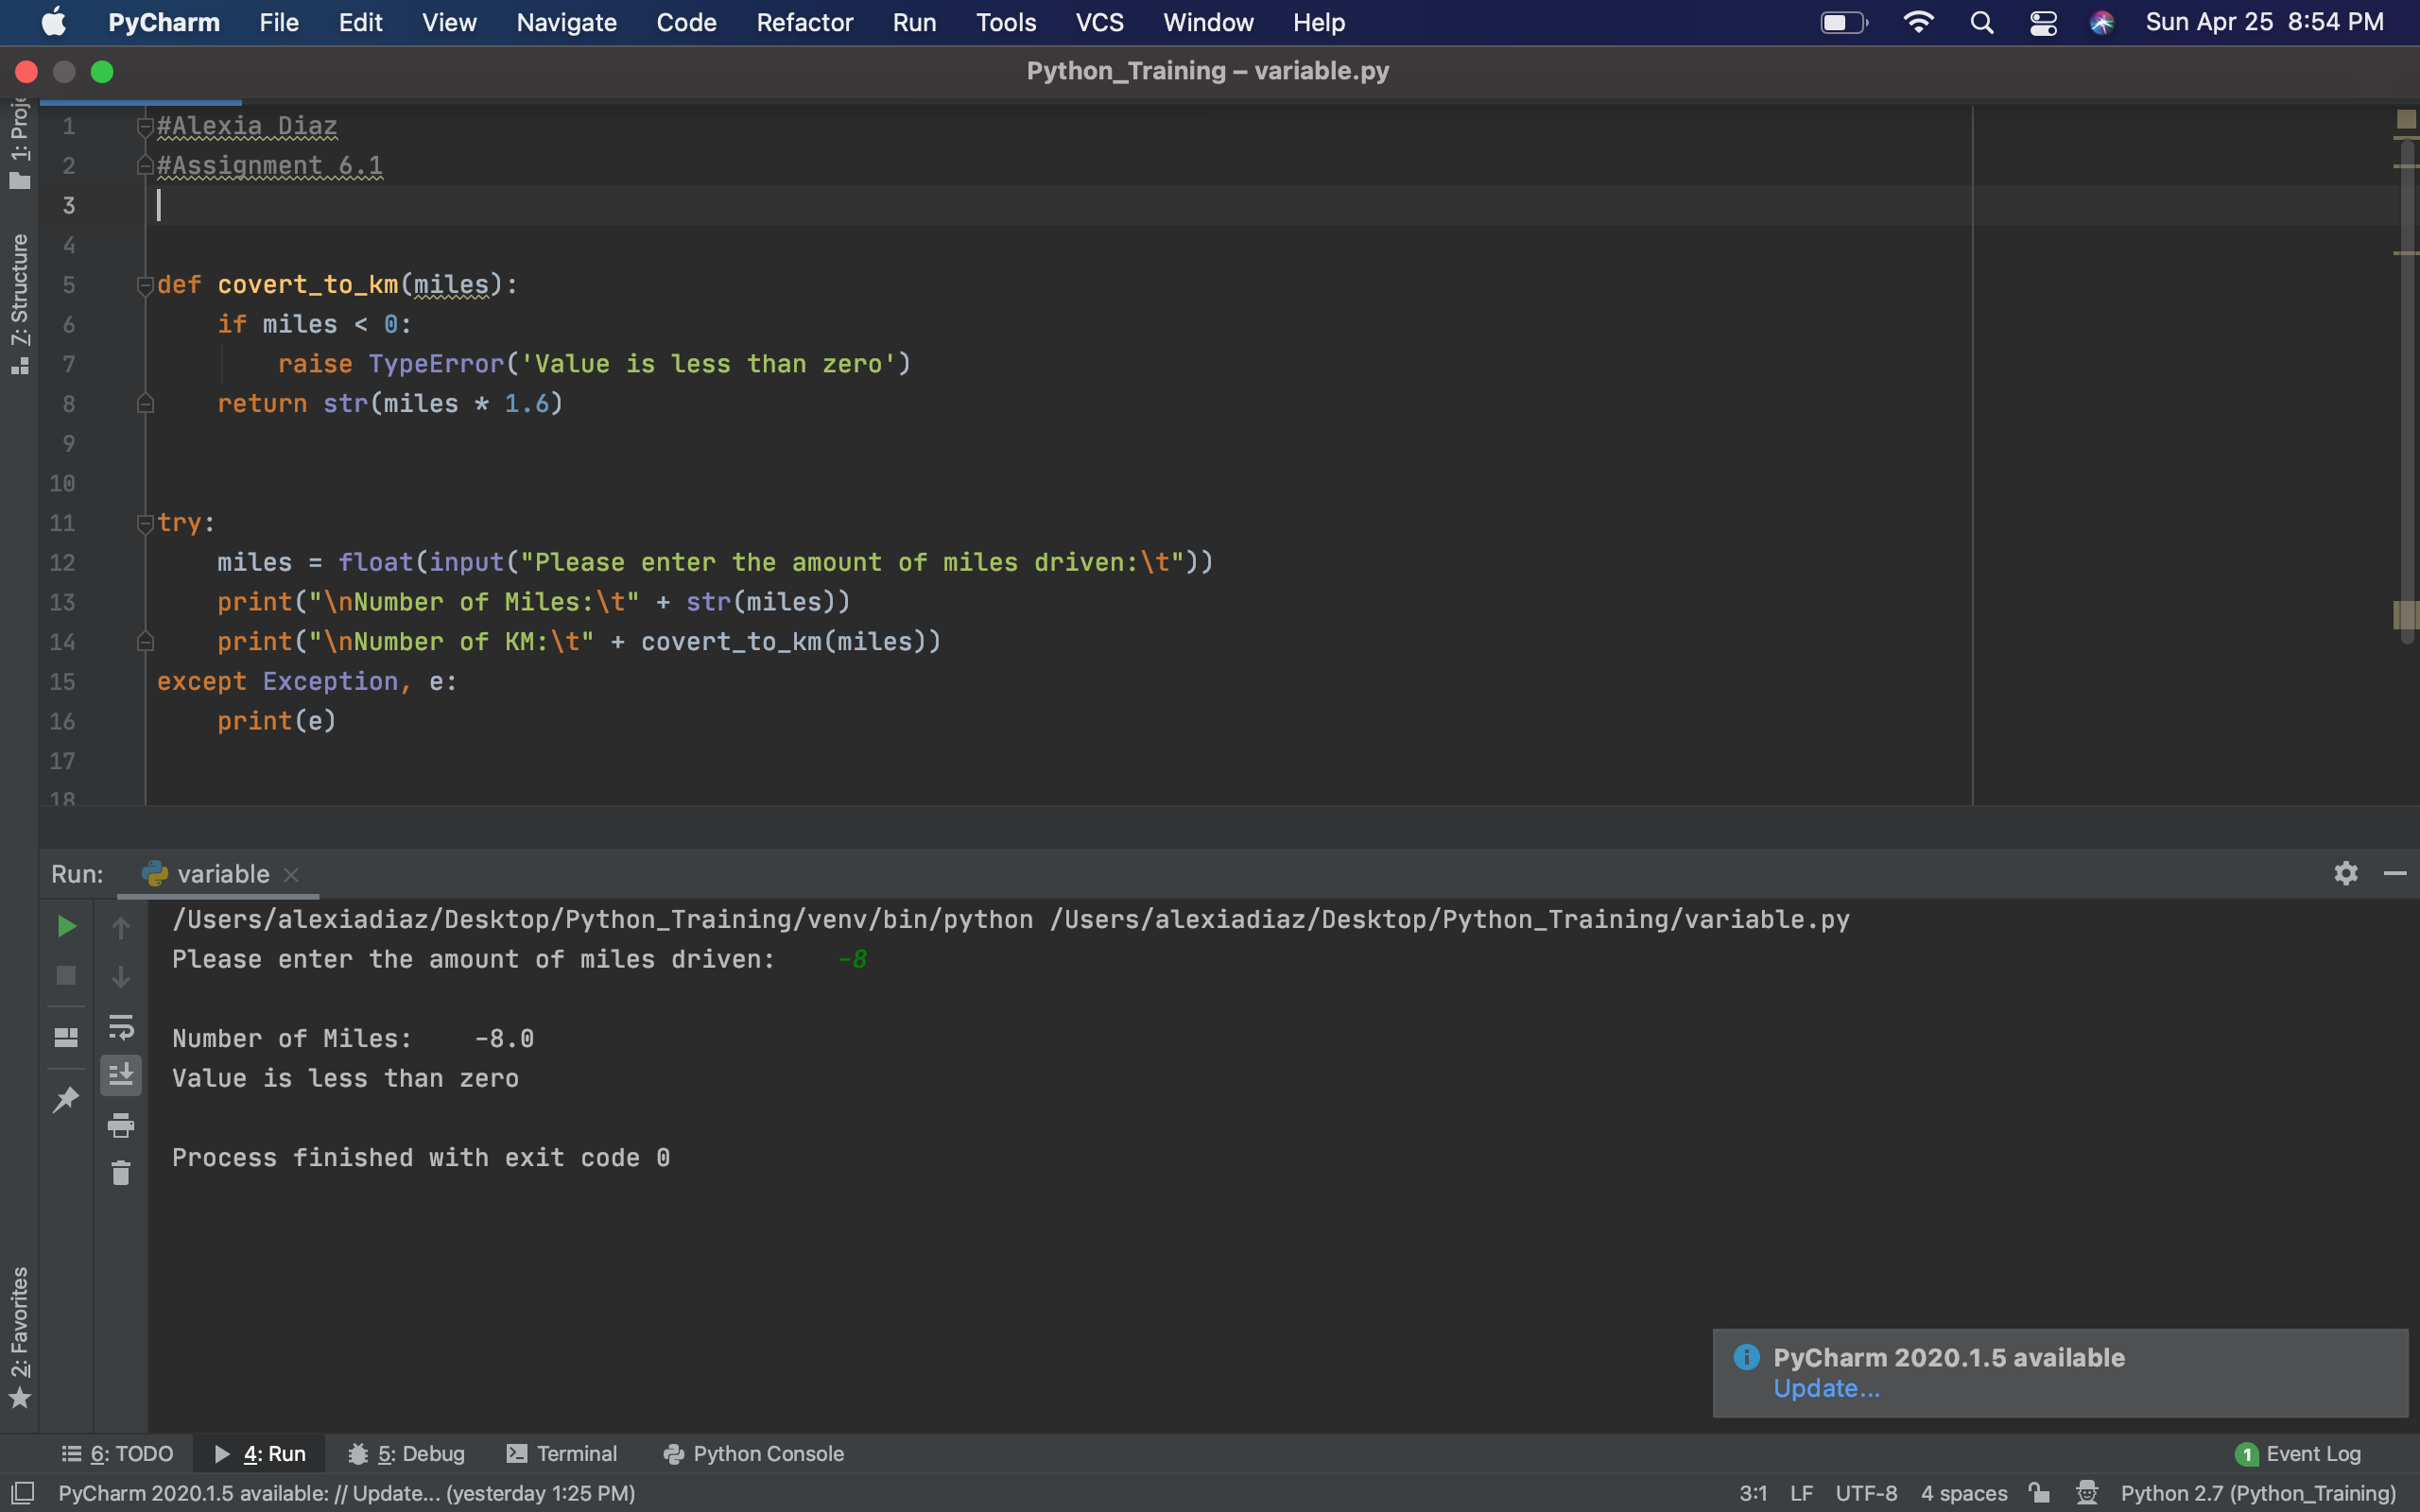 PyCharm File Edit View Navigate Code Refactor Run Tools VCS Window Help Sun Apr 25 8:54 PM
Python_Training – variable.py
1: Proje
Z: Structure
2: Favorites
1 #Alexia Diaz
2 #Assignment 6.1
3
4
5 def covert_to_km(miles):
6 if miles < 0:
7 raise TypeError('Value is less than zero')
8 return str(miles * 1.6)
9
10
11 try:
12 miles = float(input("Please enter the amount of miles driven:\t"))
13 print("\nNumber of Miles:\t" + str(miles))
14 print("\nNumber of KM:\t" + covert_to_km(miles))
15 except Exception, e:
16 print(e)
17
18
Run: variable
/Users/alexiadiaz/Desktop/Python_Training/venv/bin/python /Users/alexiadiaz/Desktop/Python_Training/variable.py
Please enter the amount of miles driven: -8
Number of Miles: -8.0
Value is less than zero
Process finished with exit code 0
PyCharm 2020.1.5 available
Update...
6: TODO 4: Run 5: Debug Terminal Python Console 1 Event Log
PyCharm 2020.1.5 available: // Update... (yesterday 1:25 PM) 3:1 LF UTF-8 4 spaces Python 2.7 (Python_Training)